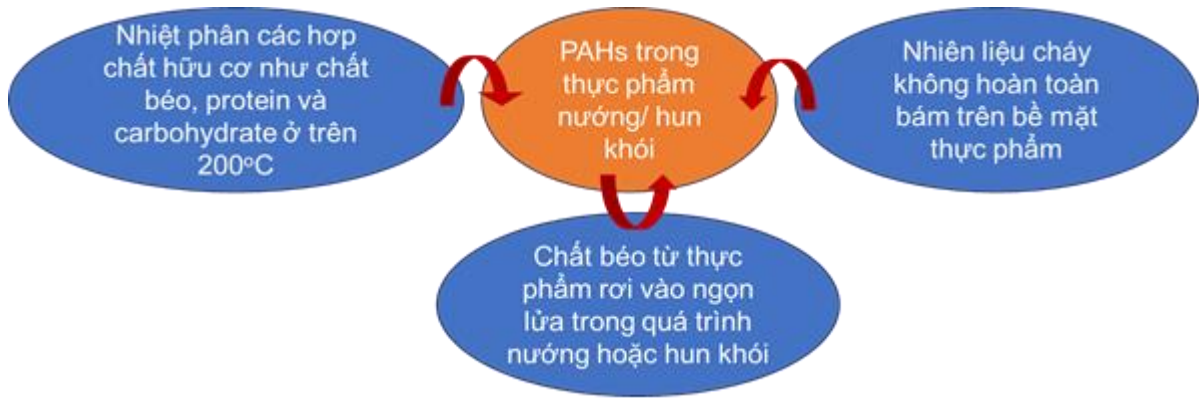 Nhiệt phân các hơp
chất hữu cơ như chất
béo, protein và
carbohydrate ở trên
200ºC
PAHs trong
thực phẩm
nướng/ hun
khói
Nhiên liệu cháy
không hoàn toàn
bám trên bề mặt
thực phẩm
Chất béo từ thực
phẩm rơi vào ngọn
lửa trong quá trình
nướng hoặc hun khói